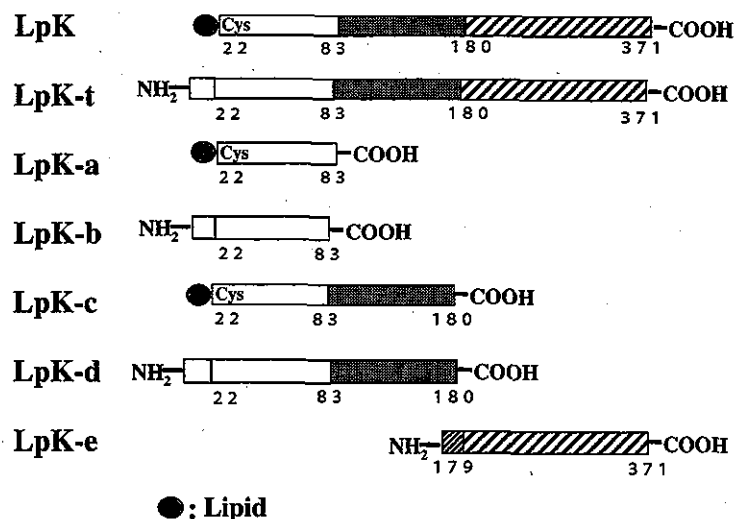 LpK Cys COOH
22 83 180 371
LpK-t NH2 COOH
22 83 180 371
LpK-a Cys COOH
22 83
LpK-b NH2 COOH
22 83
LpK-c Cys COOH
22 83 180
LpK-d NH2 COOH
22 83 180
LpK-e NH2 COOH
179 371
: Lipid